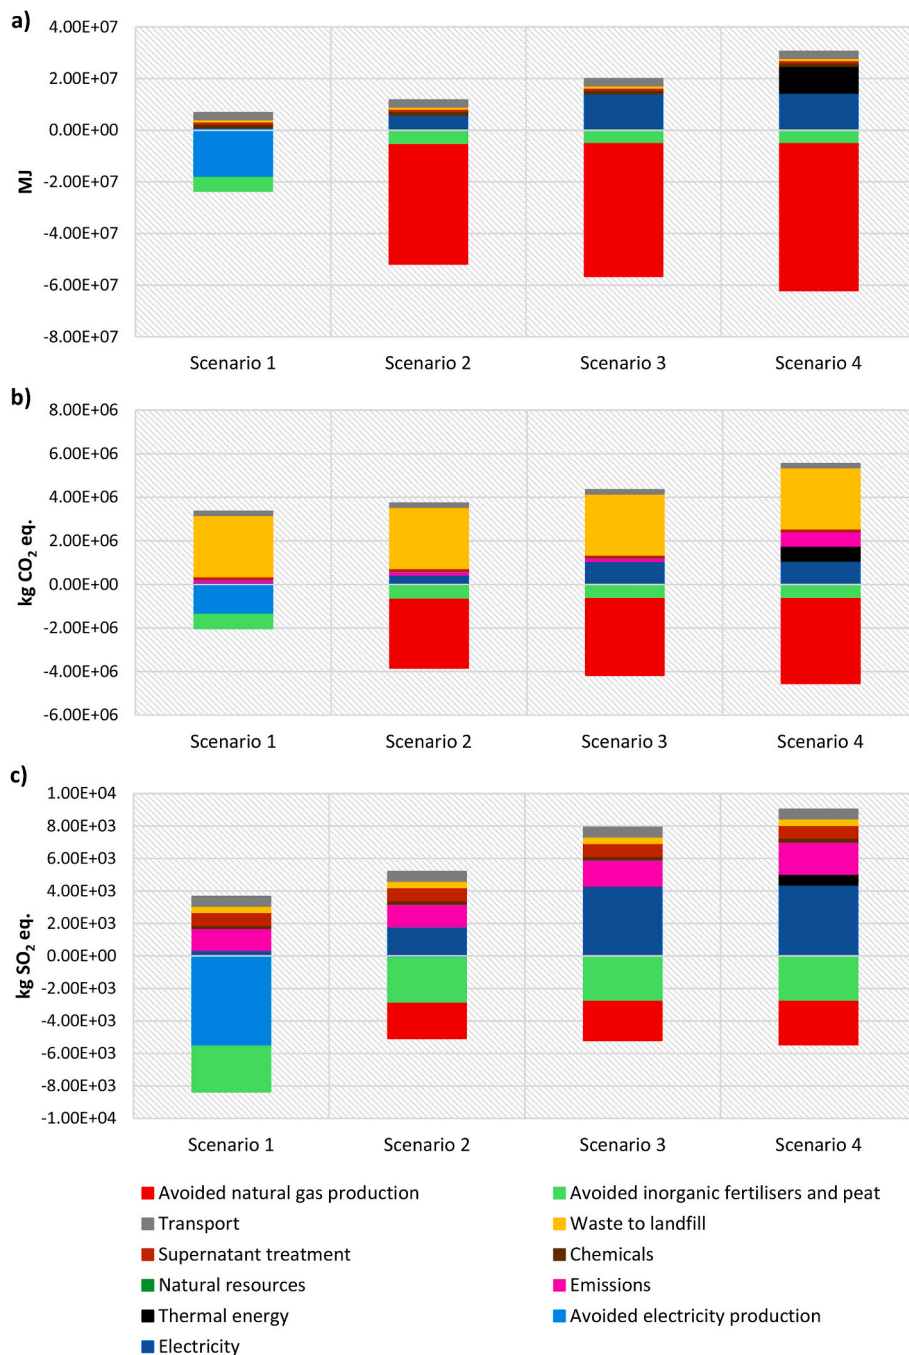 a)
4.00E+07
2.00E+07
0.00E+00
-2.00E+07
-4.00E+07
-6.00E+07
-8.00E+07
MJ
Scenario 1 Scenario 2 Scenario 3 Scenario 4
b)
8.00E+06
6.00E+06
4.00E+06
2.00E+06
0.00E+00
-2.00E+06
-4.00E+06
-6.00E+06
kg CO₂ eq.
Scenario 1 Scenario 2 Scenario 3 Scenario 4
c)
1.00E+04
8.00E+03
6.00E+03
4.00E+03
2.00E+03
0.00E+00
-2.00E+03
-4.00E+03
-6.00E+03
-8.00E+03
-1.00E+04
kg SO₂ eq.
Scenario 1 Scenario 2 Scenario 3 Scenario 4
Avoided natural gas production Avoided inorganic fertilisers and peat
Transport Waste to landfill
Supernatant treatment Chemicals
Natural resources Emissions
Thermal energy Avoided electricity production
Electricity